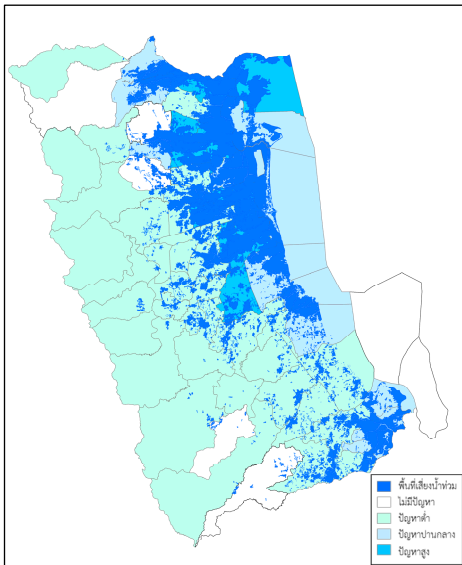 พื้นที่เสี่ยงน้ำท่วม
ไม่มีปัญหา
ปัญหาต่ำ
ปัญหาปานกลาง
ปัญหาสูง